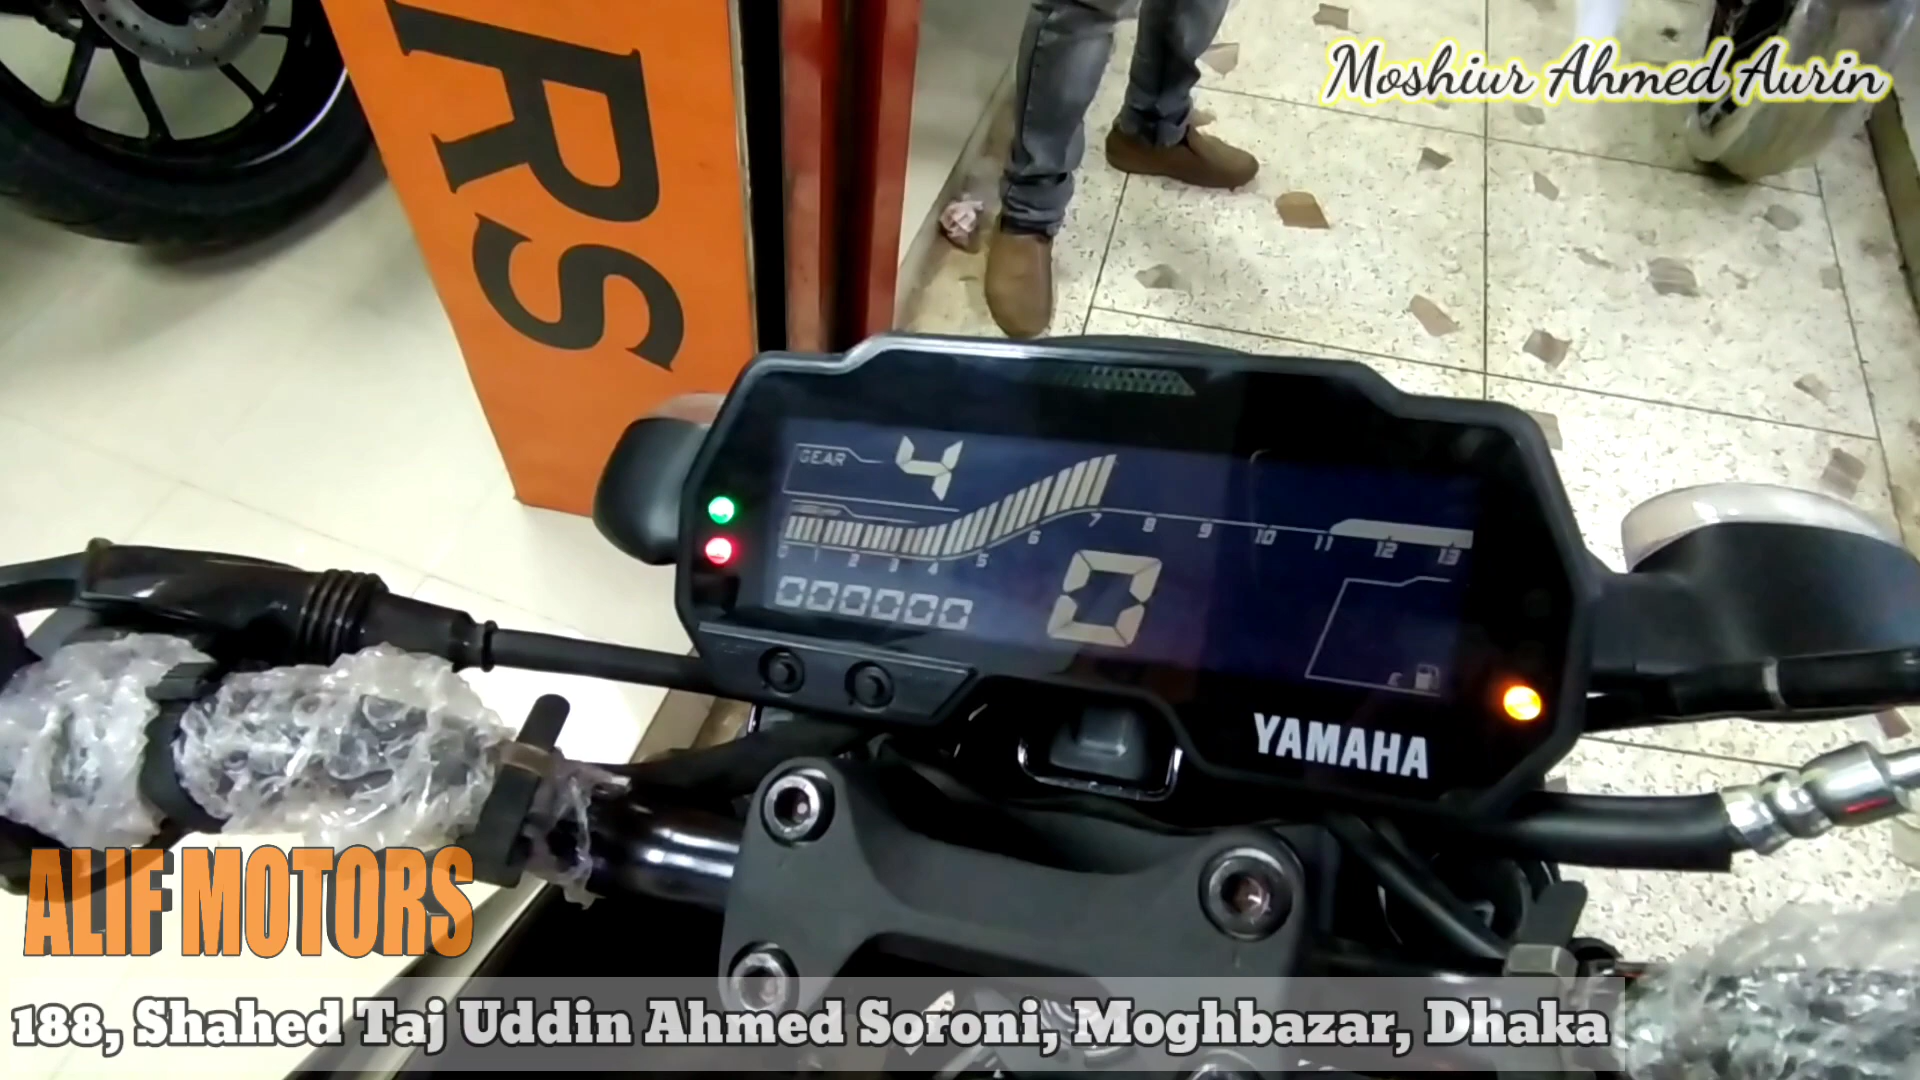 Moshiur Ahmed Aurin
RS
GEAR 4
0 1 2 3 4 5 6 7 8 9 10 11 12 13
000000
0
E
YAMAHA
ALIF MOTORS
188, Shahed Taj Uddin Ahmed Soroni, Moghbazar, Dhaka